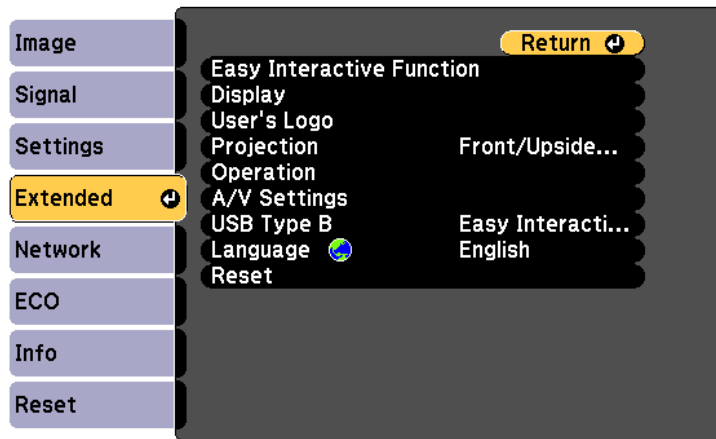 Image
Signal
Settings
Extended
Network
ECO
Info
Reset
Return
Easy Interactive Function
Display
User's Logo
Projection Front/Upside...
Operation
A/V Settings
USB Type B Easy Interacti...
Language English
Reset